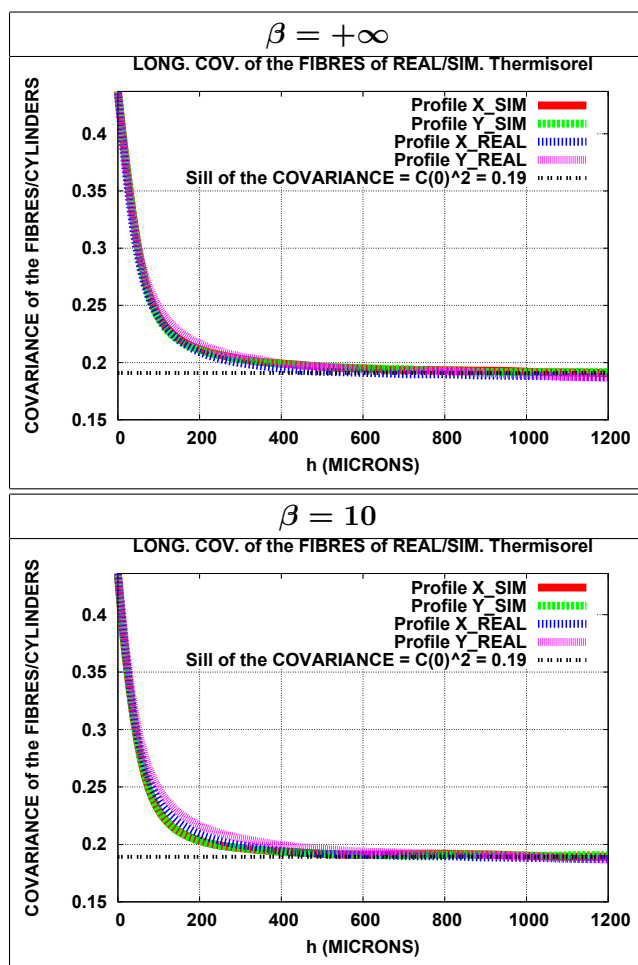 β = +∞
LONG. COV. of the FIBRES of REAL/SIM. Thermisorel
COVARIANCE of the FIBRES/CYLINDERS
Profile X_SIM
Profile Y_SIM
Profile X_REAL
Profile Y_REAL
Sill of the COVARIANCE = C(0)^2 = 0.19
0.4
0.35
0.3
0.25
0.2
0.15
0 200 400 600 800 1000 1200
h (MICRONS)
β = 10
LONG. COV. of the FIBRES of REAL/SIM. Thermisorel
COVARIANCE of the FIBRES/CYLINDERS
Profile X_SIM
Profile Y_SIM
Profile X_REAL
Profile Y_REAL
Sill of the COVARIANCE = C(0)^2 = 0.19
0.4
0.35
0.3
0.25
0.2
0.15
0 200 400 600 800 1000 1200
h (MICRONS)